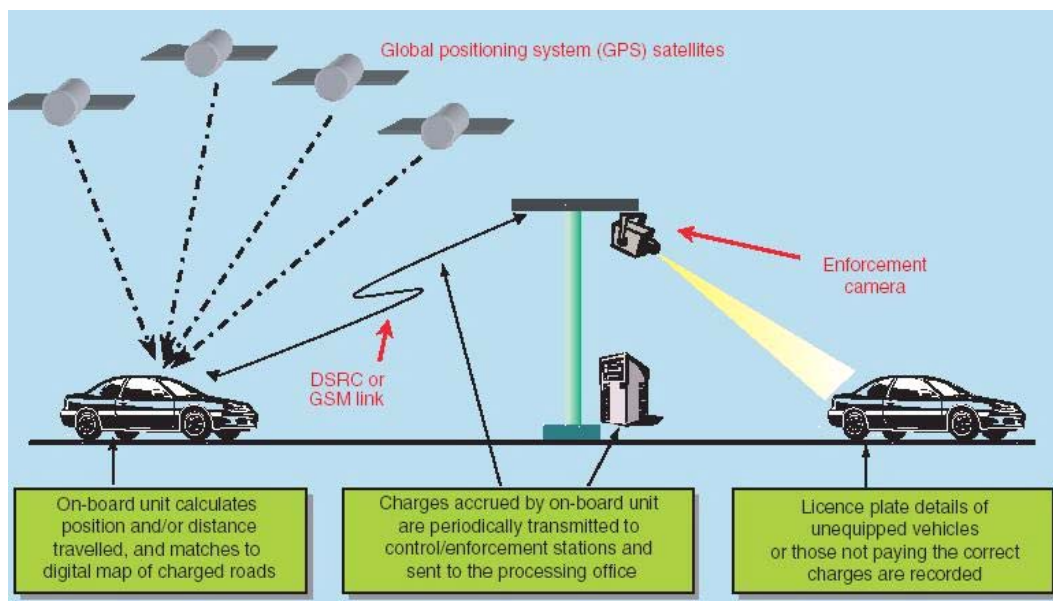 Global positioning system (GPS) satellites
Enforcement
camera
DSRC or
GSM link
On-board unit calculates
position and/or distance
travelled, and matches to
digital map of charged roads
Charges accrued by on-board unit
are periodically transmitted to
control/enforcement stations and
sent to the processing office
Licence plate details of
unequipped vehicles
or those not paying the correct
charges are recorded